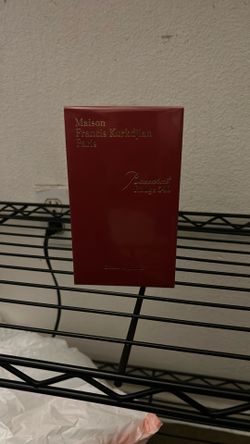 Maison
Francis Kurkdjian
Paris
Baccarat
Rouge 540